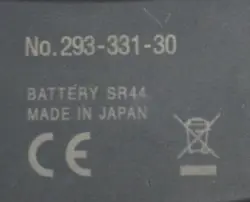 No.293-331-30
BATTERY SR44
MADE IN JAPAN
CE